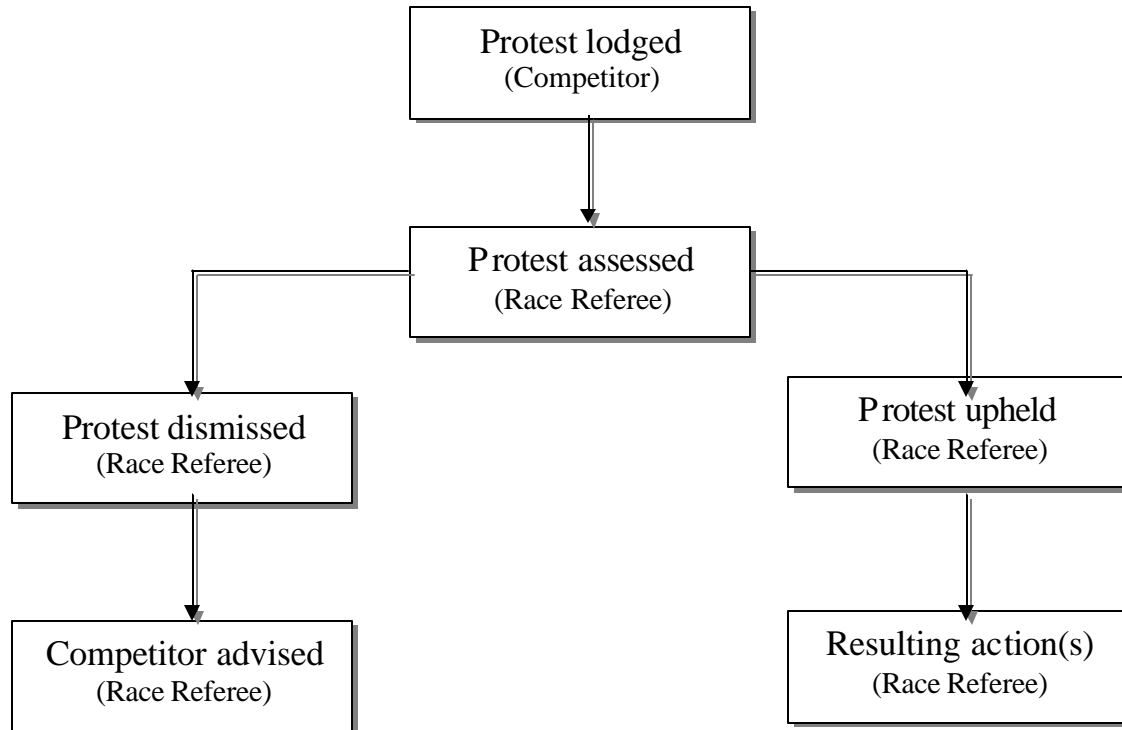 Protest lodged
(Competitor)
Protest assessed
(Race Referee)
Protest dismissed
(Race Referee)
Protest upheld
(Race Referee)
Competitor advised
(Race Referee)
Resulting action(s)
(Race Referee)